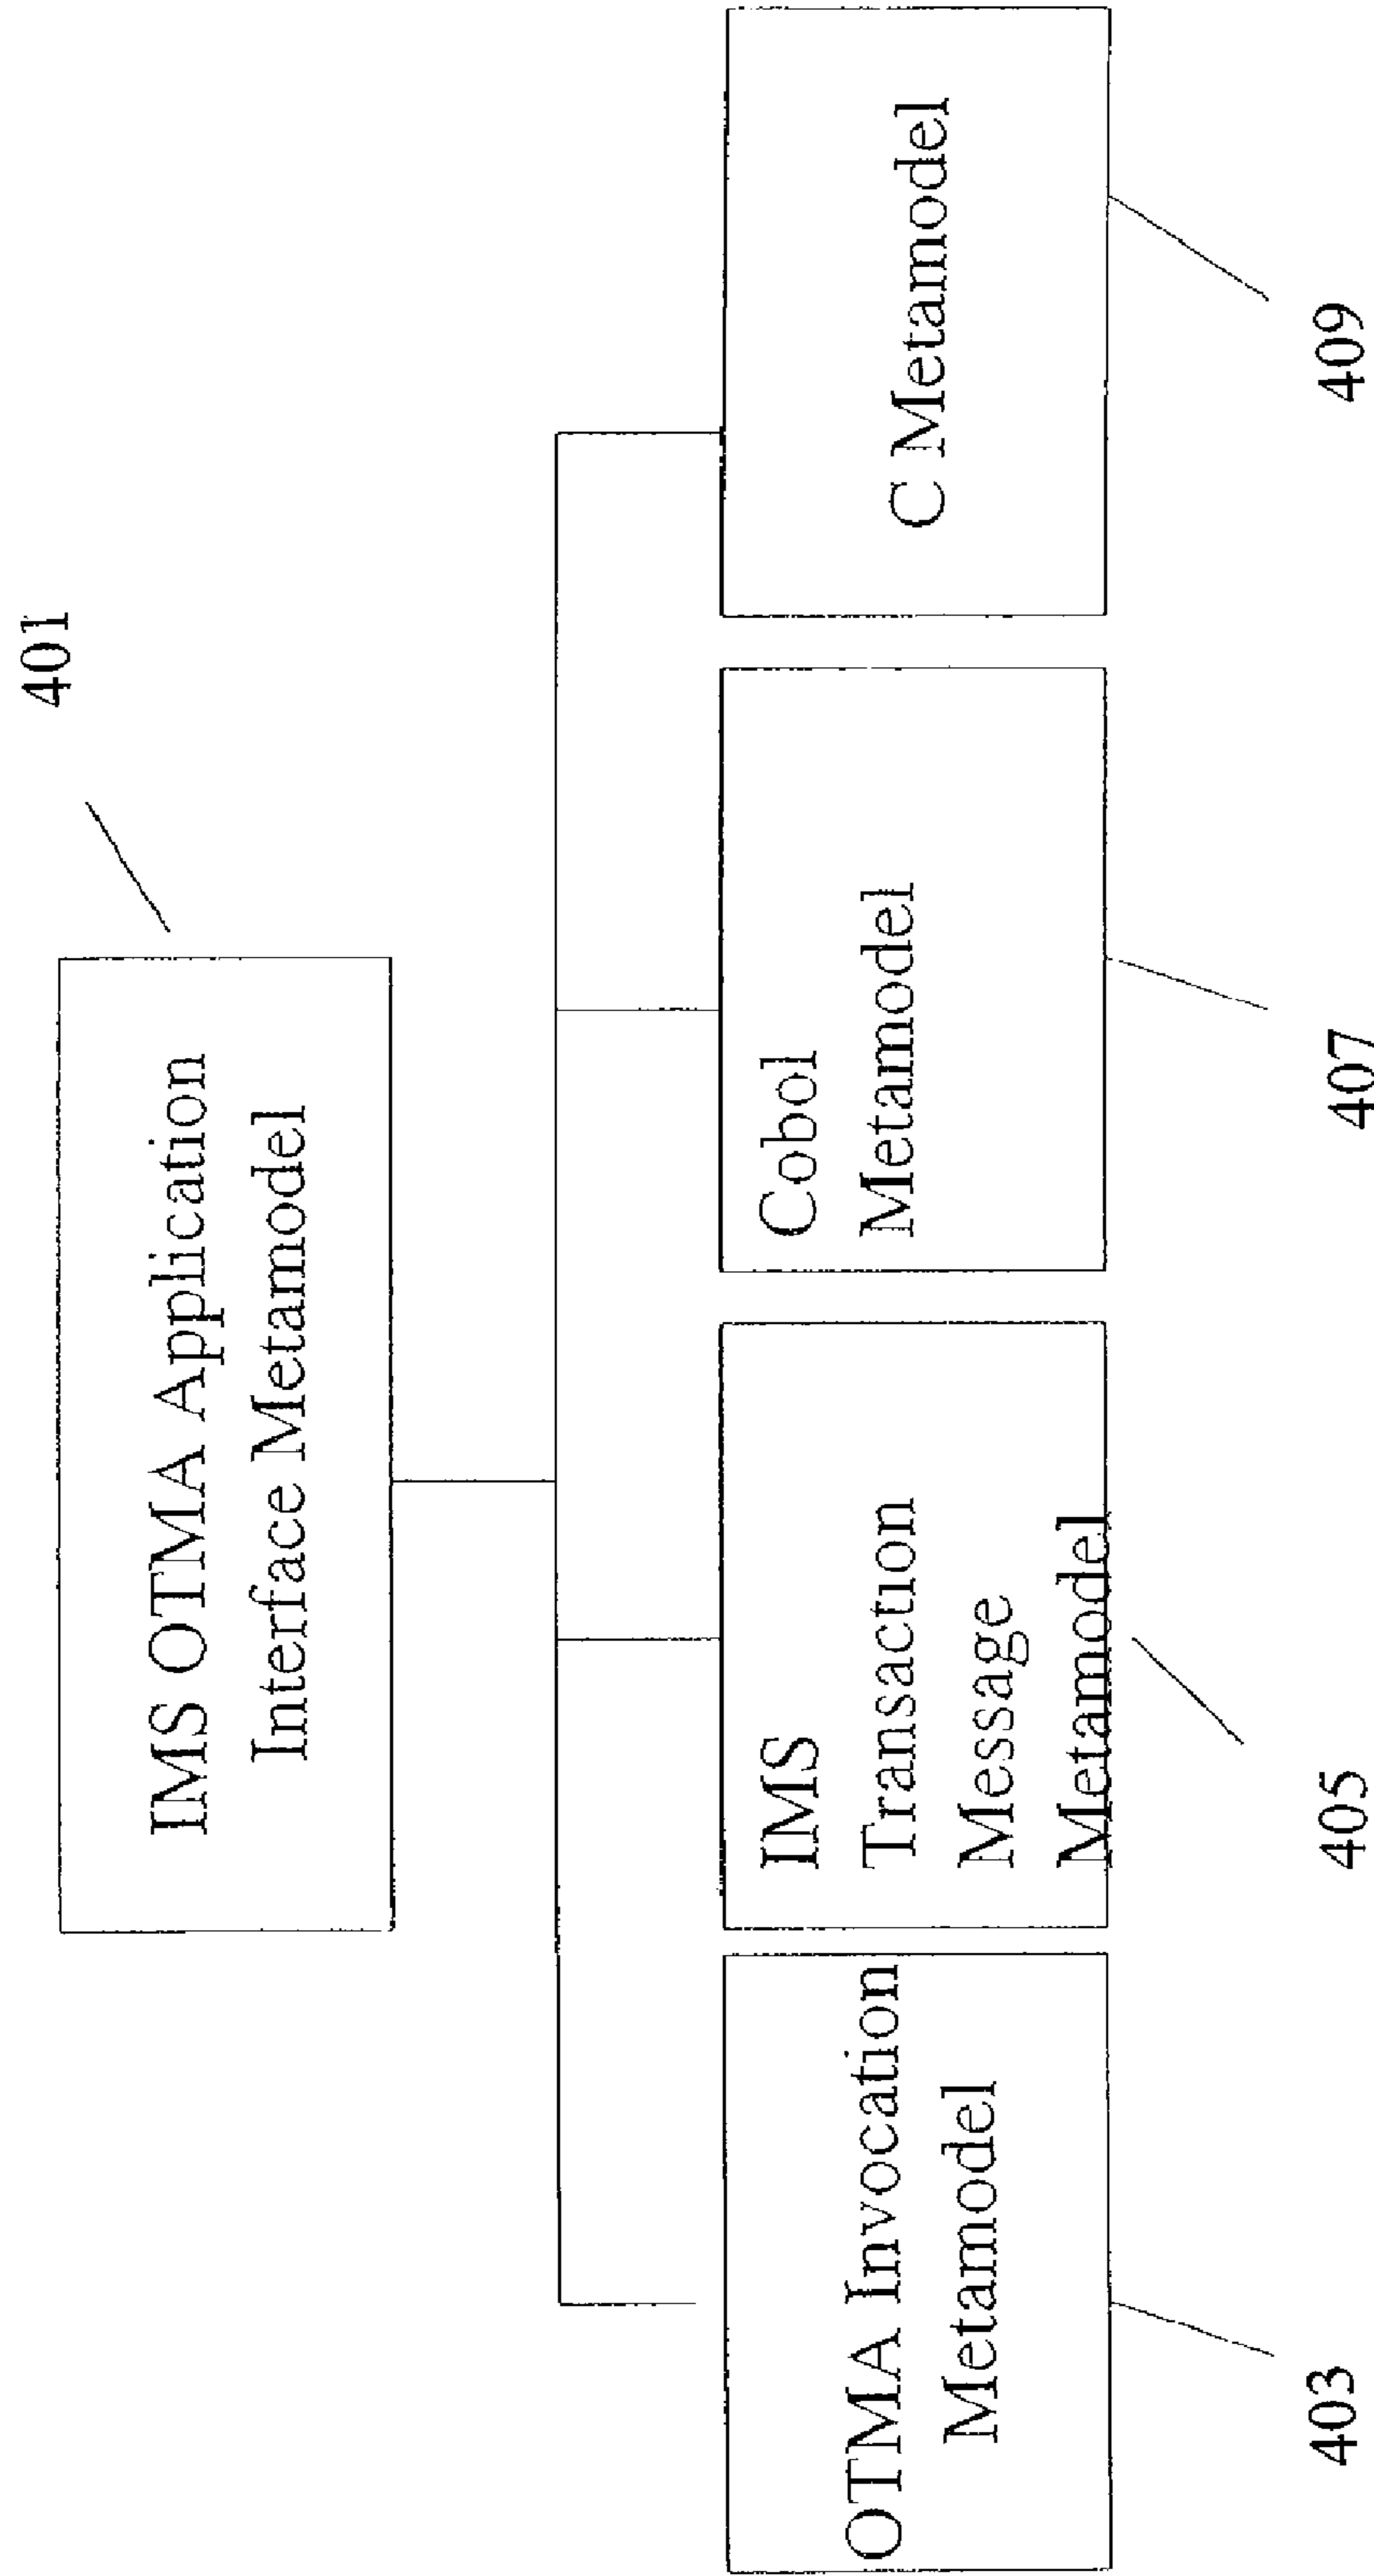 401
IMS OTMA Application
Interface Metamodel
OTMA Invocation
Metamodel
IMS
Transaction
Message
Metamodel
Cobol
Metamodel
C Metamodel
403
405
407
409